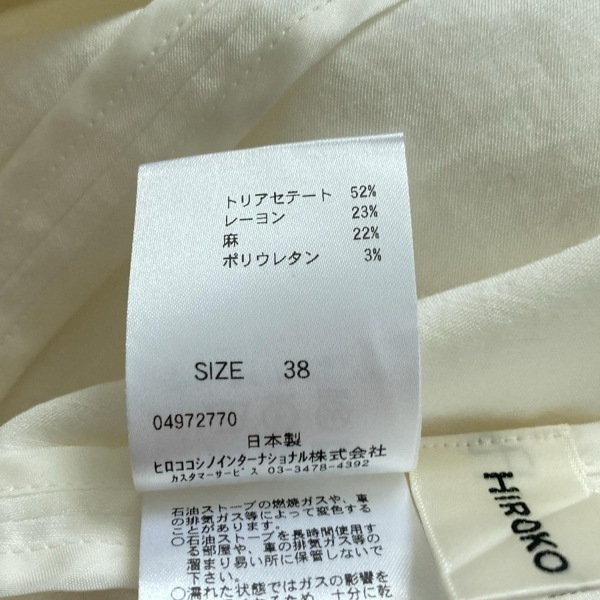 トリアセテート 52%
レーヨン 23%
麻 22%
ポリウレタン 3%
SIZE 38
04972770
日本製
ヒロココシノインターナショナル株式会社
カスタマーサービス 03-3478-4392
石油ストーブの燃焼ガスや、車
の排気ガス等によって変色する
ことがあります。
○石油ストーブを長時間使用す
る部屋や、車の排気ガス等の
溜まり易い所に保管しないで
下さい。
○濡れた状態ではガスの影響を
ため、十分に乾
HIROKO